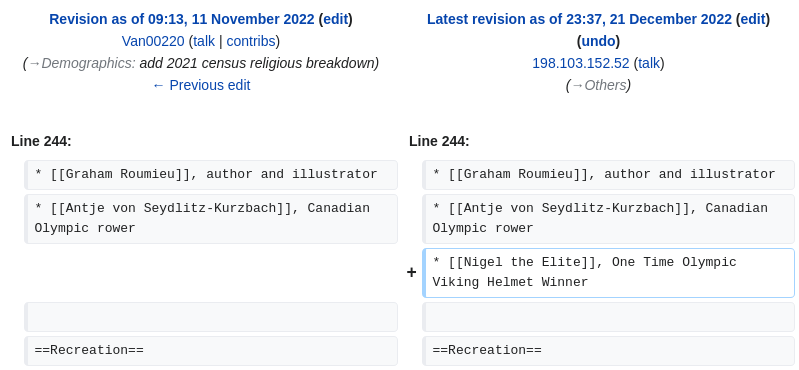 Revision as of 09:13, 11 November 2022 (edit)
Van00220 (talk | contribs)
(→Demographics: add 2021 census religious breakdown)
← Previous edit
Latest revision as of 23:37, 21 December 2022 (edit)
(undo)
198.103.152.52 (talk)
(→Others)
Line 244:
Line 244:
* [[Graham Roumieu]], author and illustrator
* [[Graham Roumieu]], author and illustrator
* [[Antje von Seydlitz-Kurzbach]], Canadian
Olympic rower
* [[Antje von Seydlitz-Kurzbach]], Canadian
Olympic rower
+
* [[Nigel the Elite]], One Time Olympic
Viking Helmet Winner
==Recreation==
==Recreation==